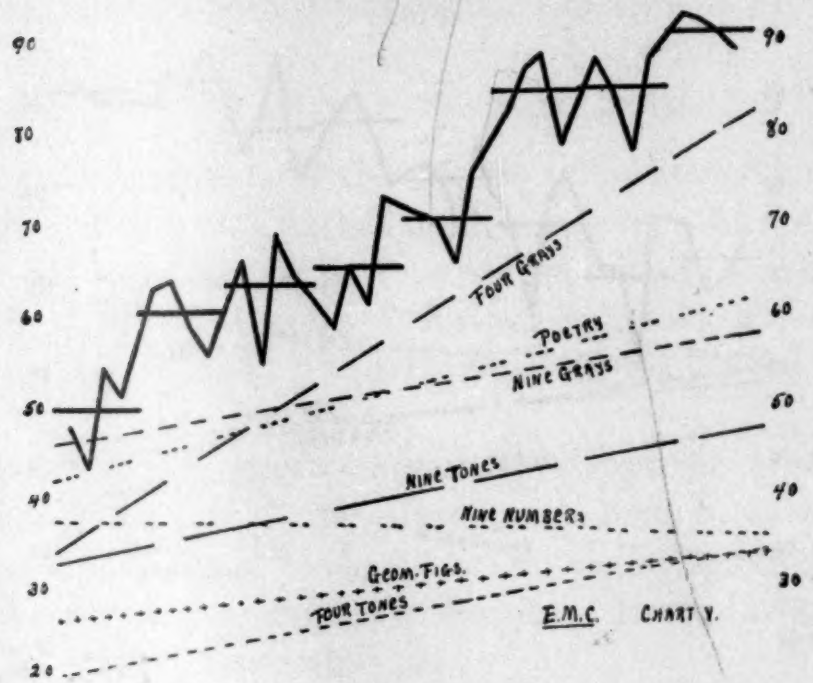 90 90
80 80
70 70
FOUR GRAYS
60 60
POETRY
NINE GRAYS
50 50
NINE TONES
40 40
NINE NUMBERS
30 30
GEOM. FIGS.
FOUR TONES
E.M.C. CHART V.
20